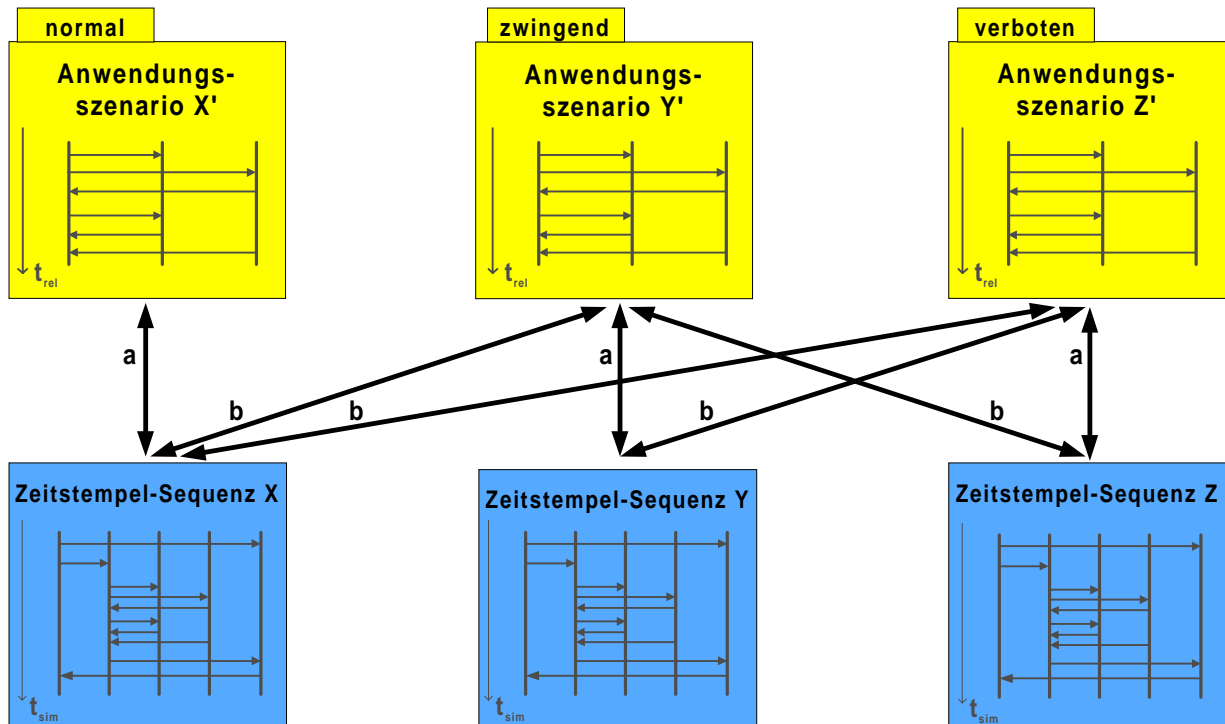 normal
zwingend
verboten
Anwendungs-
szenario X'
Anwendungs-
szenario Y'
Anwendungs-
szenario Z'
t rel
t rel
t rel
a
a
a
b
b
b
b
Zeitstempel-Sequenz X
Zeitstempel-Sequenz Y
Zeitstempel-Sequenz Z
t sim
t sim
t sim